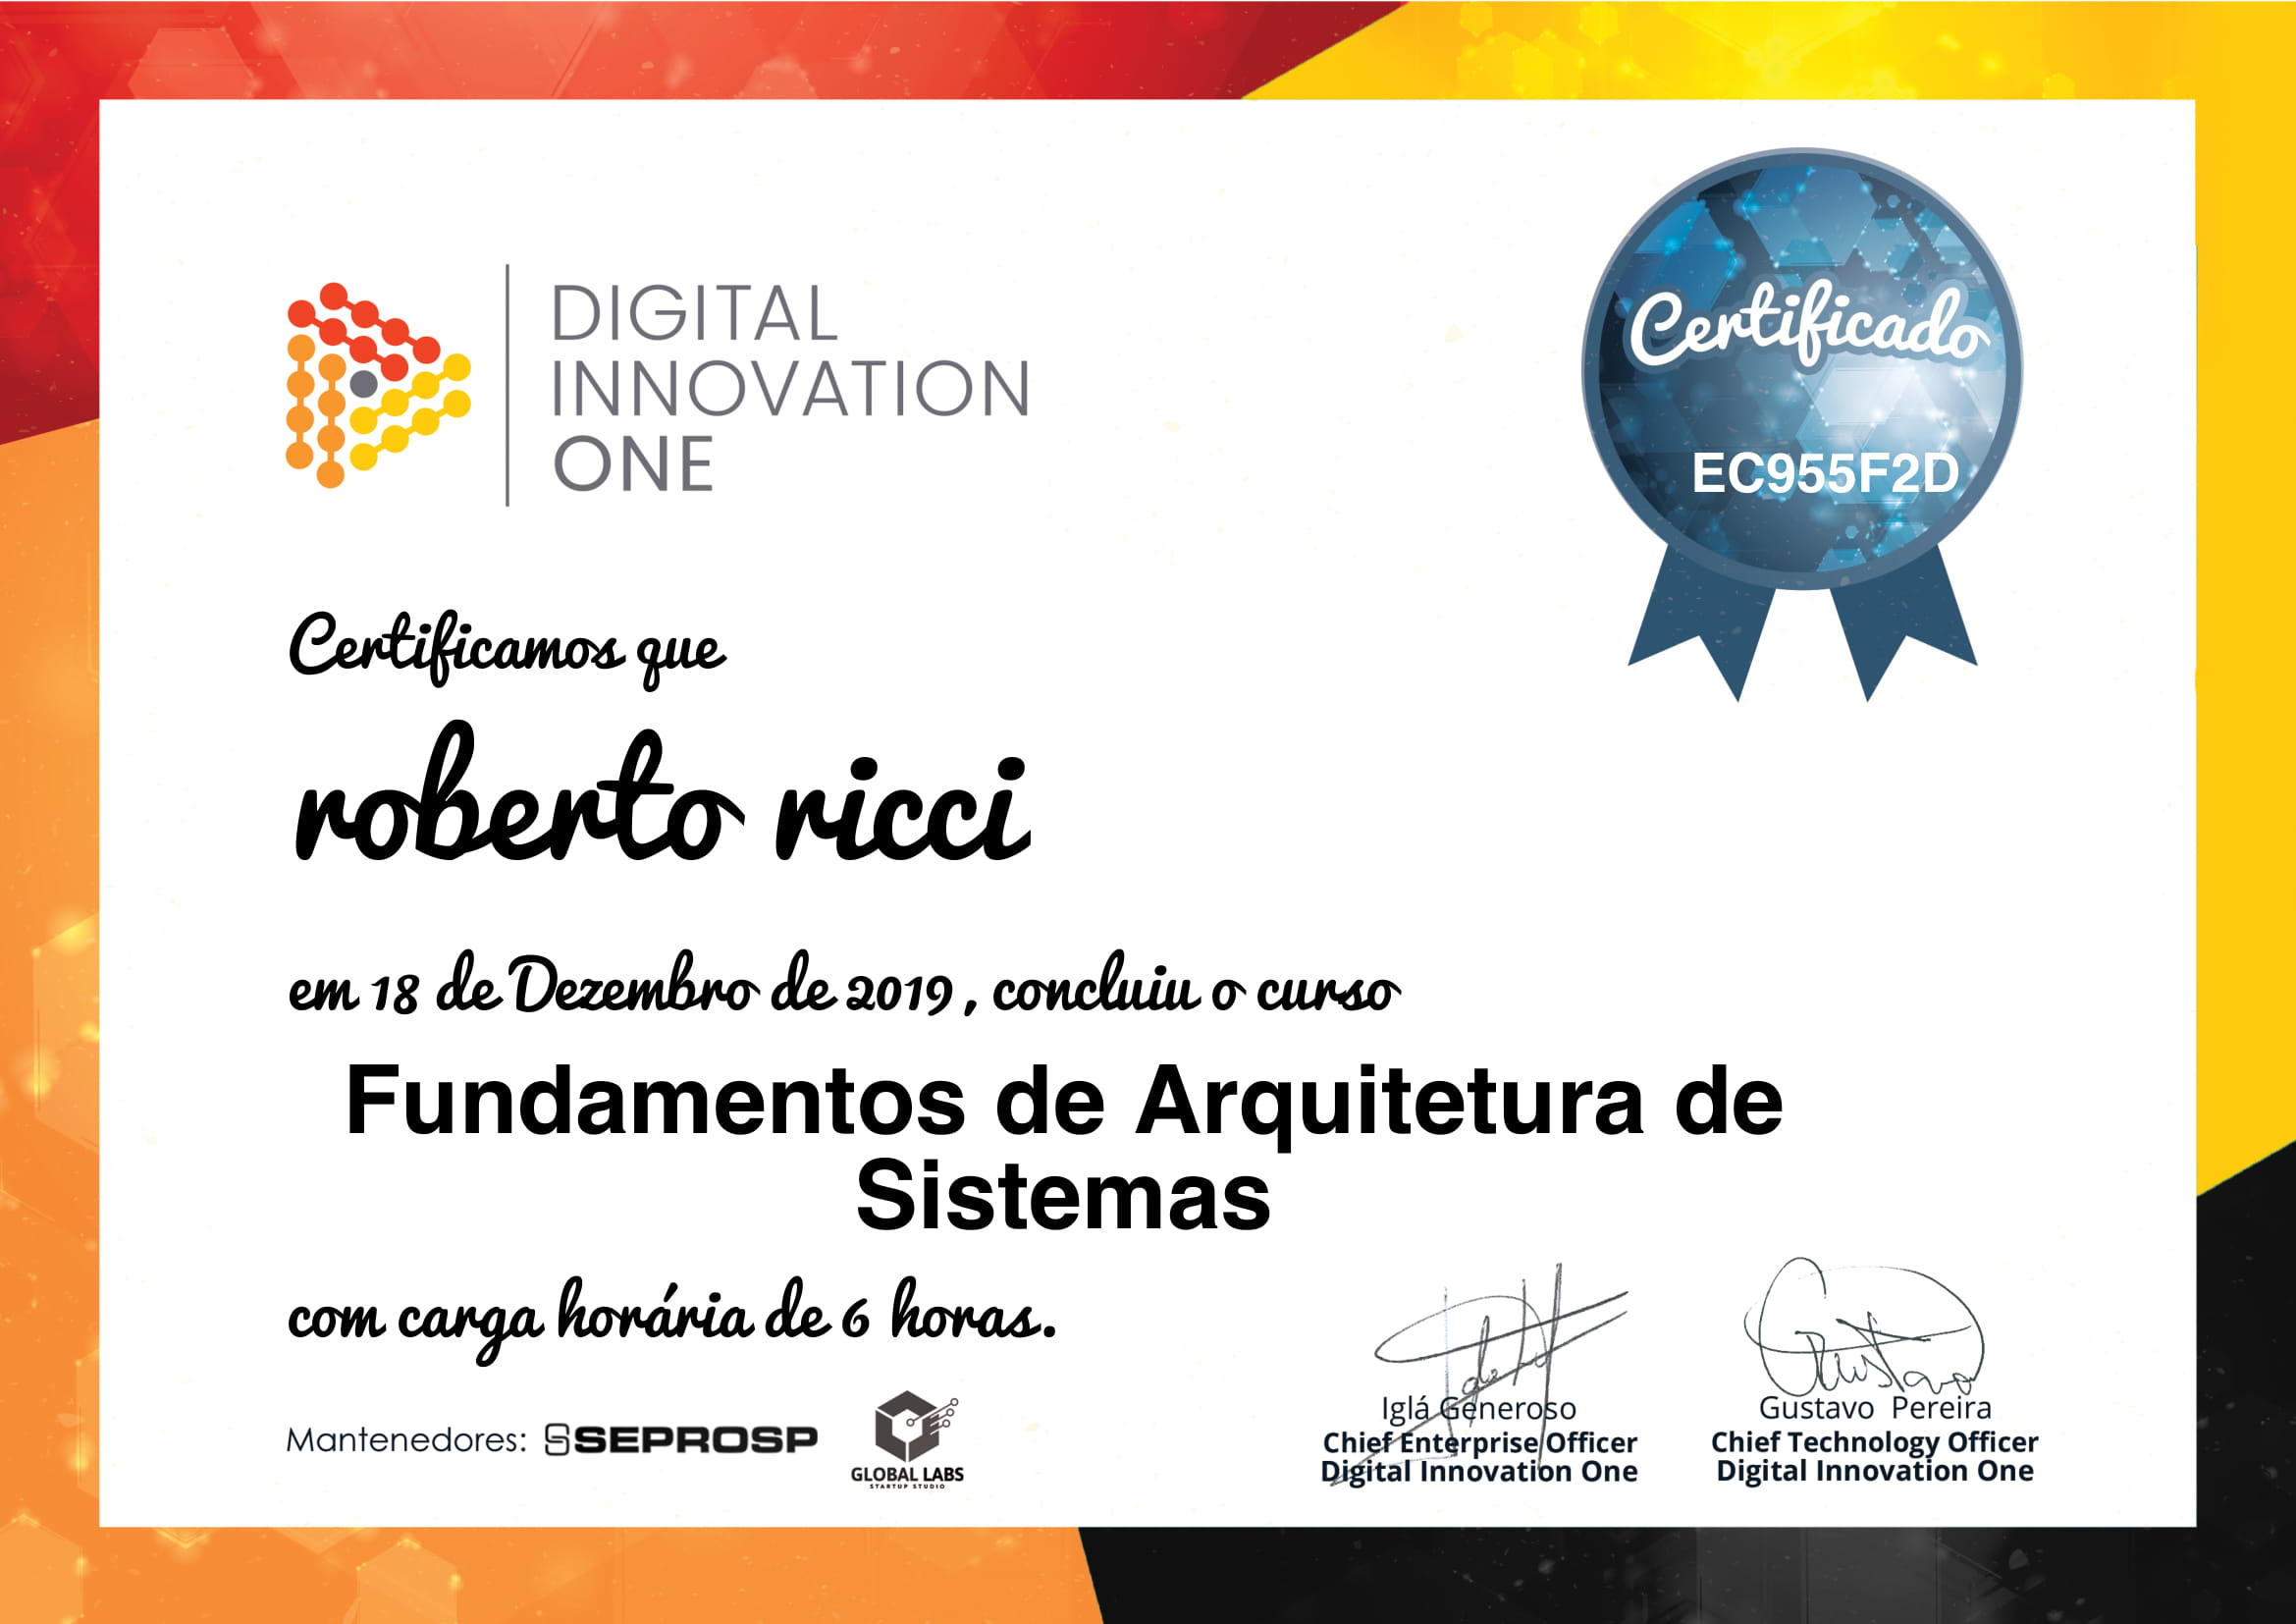 DIGITAL
INNOVATION
ONE
Certificado
EC955F2D
Certificamos que
roberto ricci
em 18 de Dezembro de 2019 , concluiu o curso
Fundamentos de Arquitetura de
Sistemas
com carga horária de 6 horas.
Mantenedores: SEPROSP
GLOBAL LABS
STARTUP STUDIO
Iglá Generoso
Chief Enterprise Officer
Digital Innovation One
Gustavo
Gustavo Pereira
Chief Technology Officer
Digital Innovation One